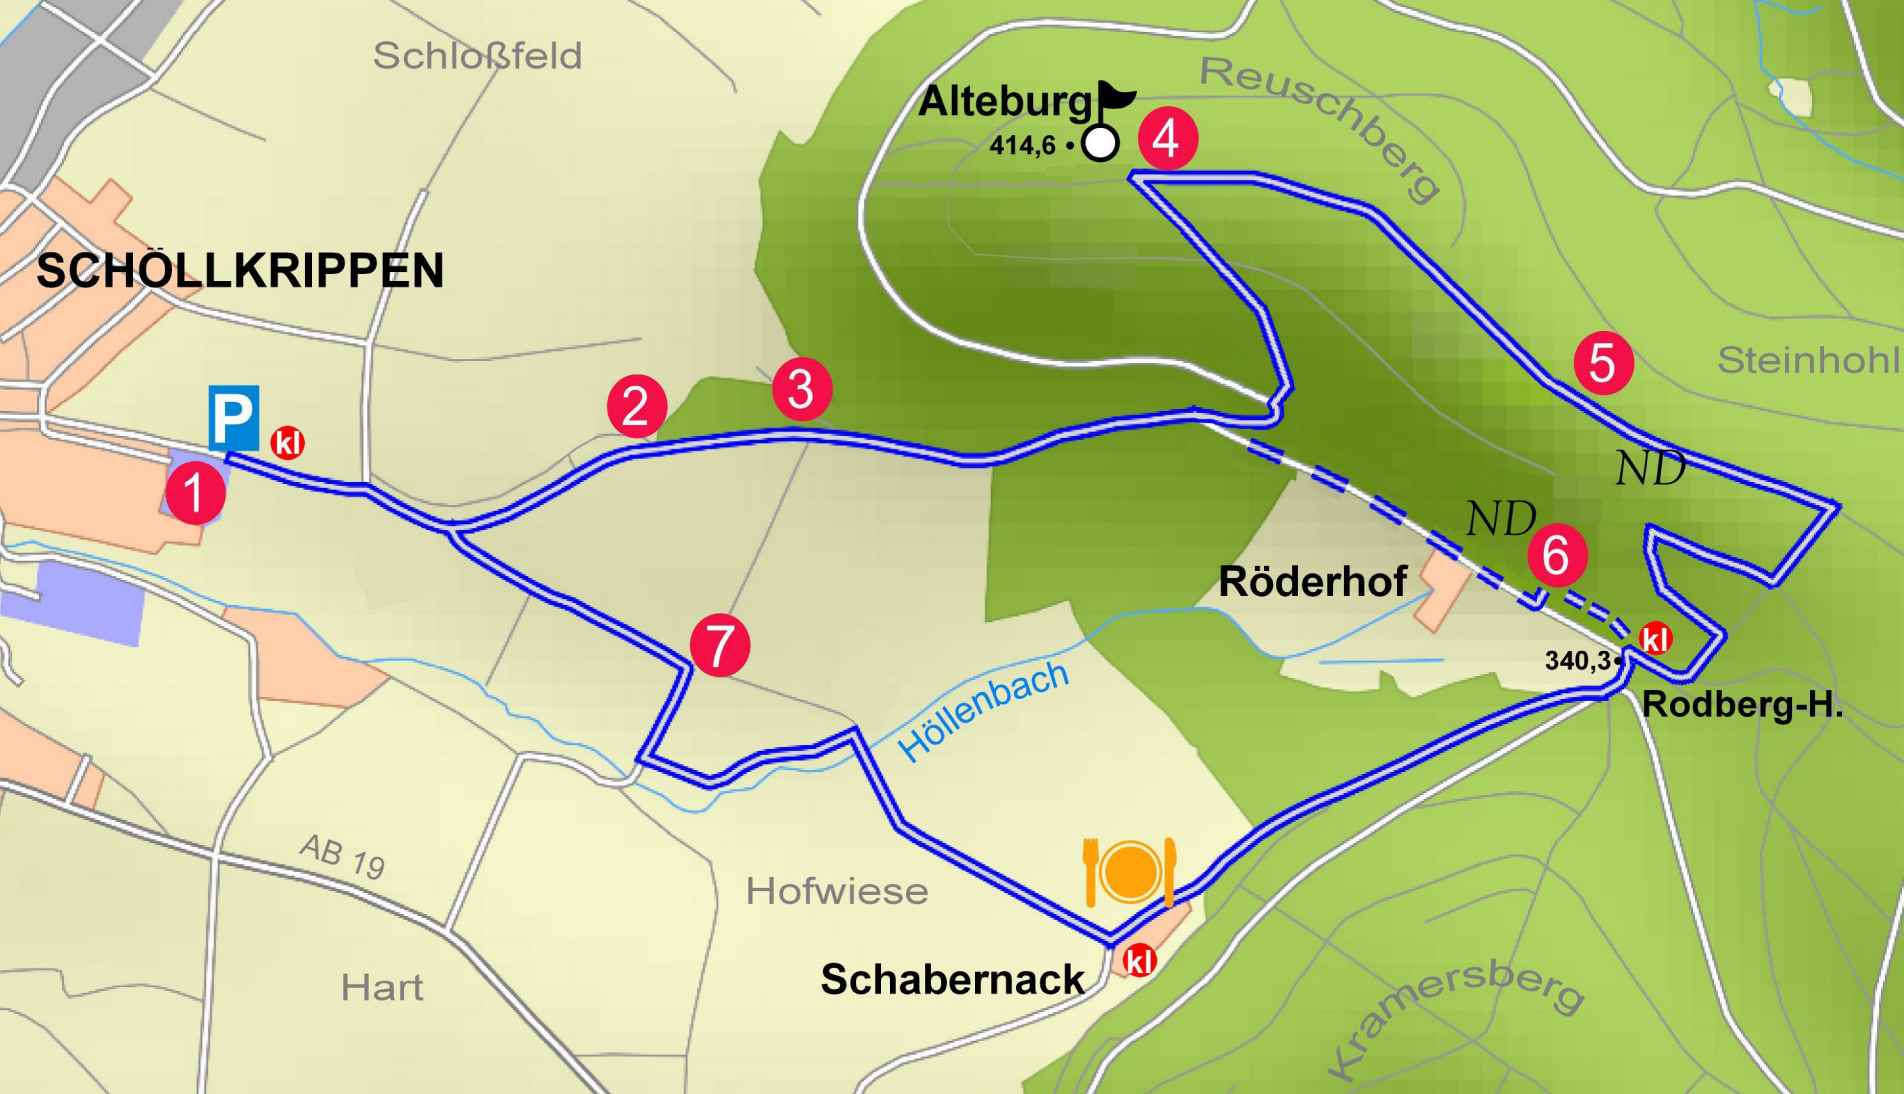 Schloßfeld
Alteburg
414,6
4
Reuschberg
SCHÖLLKRIPPEN
P
kl
1
2
3
5
Steinhohl
ND
ND
6
Röderhof
kl
340,3
Rodberg-H.
7
Höllenbach
AB 19
Hofwiese
Schabernack
kl
Hart
Kramersberg